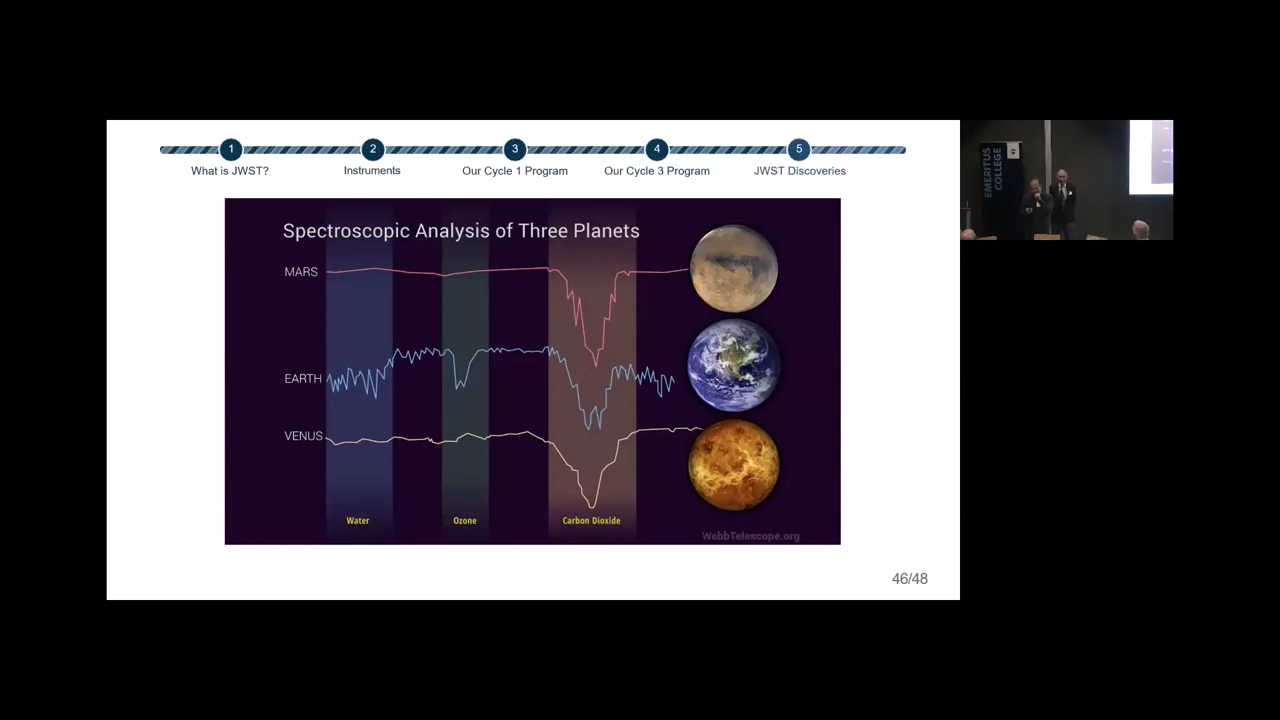 1 2 3 4 5
What is JWST? Instruments Our Cycle 1 Program Our Cycle 3 Program JWST Discoveries
Spectroscopic Analysis of Three Planets
MARS
EARTH
VENUS
Water Ozone Carbon Dioxide
WebbTelescope.org
46/48
EMERITUS
COLLEGE